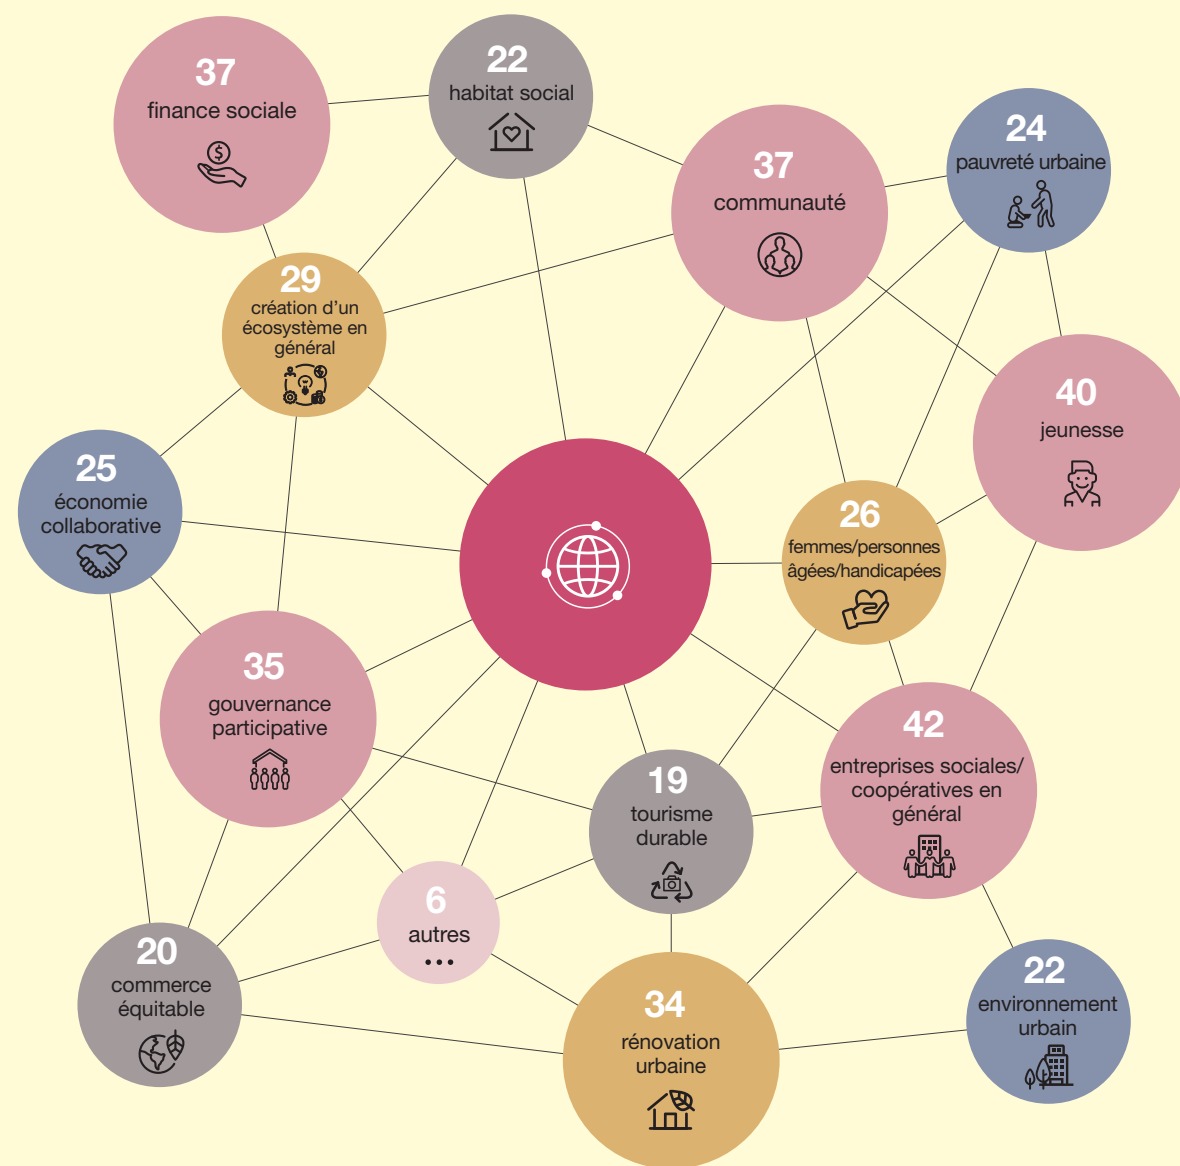 37
finance sociale
22
habitat social
37
communauté
24
pauvreté urbaine
29
création d’un
écosystème en
général
40
jeunesse
25
économie
collaborative
26
femmes/personnes
âgées/handicapées
35
gouvernance
participative
42
entreprises sociales/
coopératives en
général
19
tourisme
durable
6
autres
...
20
commerce
équitable
34
rénovation
urbaine
22
environnement
urbain